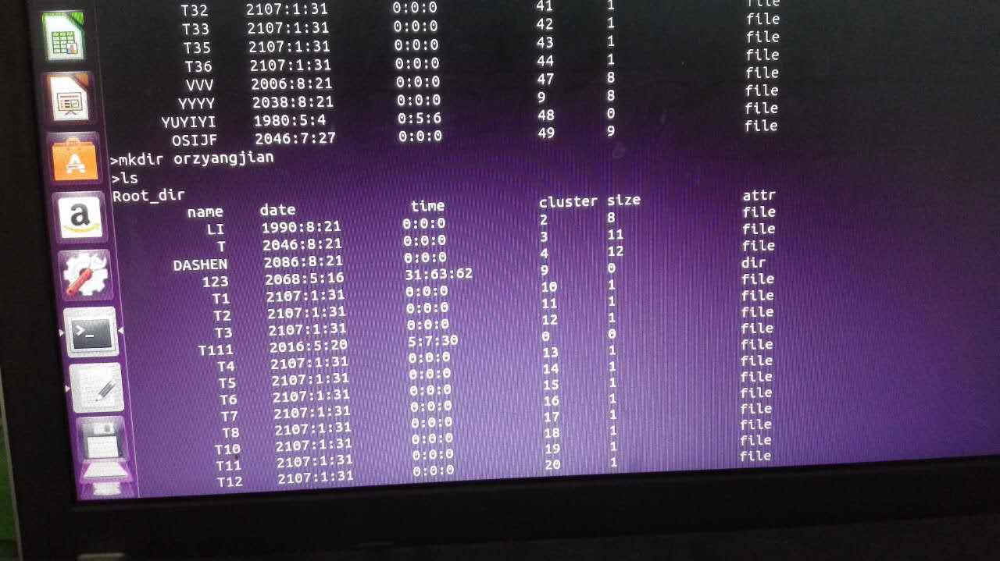 T32 2107:1:31 0:0:0 41 1 file
T33 2107:1:31 0:0:0 42 1 file
T35 2107:1:31 0:0:0 43 1 file
T36 2107:1:31 0:0:0 44 1 file
VVV 2006:8:21 0:0:0 47 8 file
YYYY 2038:8:21 0:0:0 9 8 file
YUYIYI 1980:5:4 0:5:6 48 0 file
OSIJF 2046:7:27 0:0:0 49 9 file
>mkdir orzyangjian
>ls
Root_dir
name date time cluster size attr
LI 1990:8:21 0:0:0 2 8 file
T 2046:8:21 0:0:0 3 11 file
DASHEN 2086:8:21 0:0:0 4 12 file
123 2068:5:16 31:63:62 9 0 dir
T1 2107:1:31 0:0:0 10 1 file
T2 2107:1:31 0:0:0 11 1 file
T3 2107:1:31 0:0:0 12 1 file
T111 2016:5:20 5:7:30 0 0 file
T4 2107:1:31 0:0:0 13 1 file
T5 2107:1:31 0:0:0 14 1 file
T6 2107:1:31 0:0:0 15 1 file
T7 2107:1:31 0:0:0 16 1 file
T8 2107:1:31 0:0:0 17 1 file
T10 2107:1:31 0:0:0 18 1 file
T11 2107:1:31 0:0:0 19 1 file
T12 2107:1:31 0:0:0 20 1 file